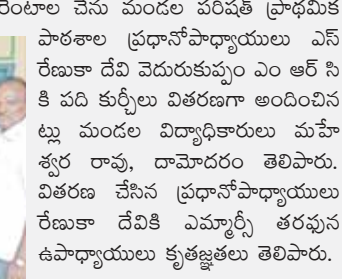 రెంటాల చేను మండల పరిషత్ ప్రాథమిక
పాఠశాల ప్రధానోపాధ్యాయులు ఎస్
రేణుకా దేవి వెదురుకుప్పం ఎం ఆర్ సి
కి పది కుర్చీలు వితరణగా అందించిన
ట్లు మండల విద్యాధికారులు మహే
శ్వర రావు, దామోదరం తెలిపారు.
వితరణ చేసిన ప్రధానోపాధ్యాయులు
రేణుకా దేవికి ఎమ్మార్సీ తరఫున
ఉపాధ్యాయులు కృతజ్ఞతలు తెలిపారు.